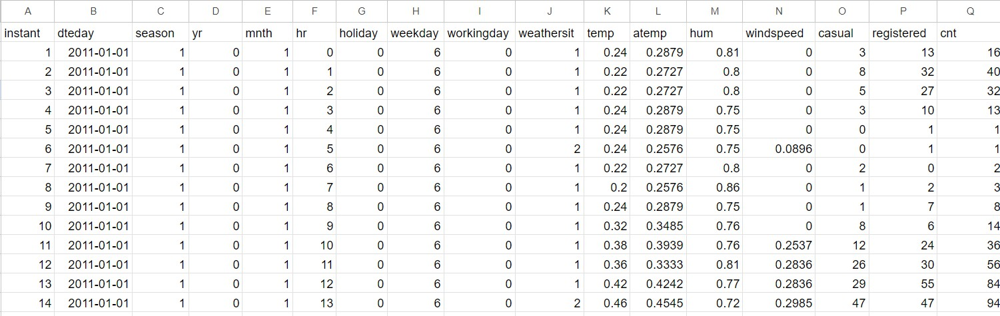 A B C D E F G H I J K L M N O P Q
instant dteday season yr mnth hr holiday weekday workingday weathersit temp atemp hum windspeed casual registered cnt
1 2011-01-01 1 0 1 0 0 6 0 1 0.24 0.2879 0.81 0 3 13 16
2 2011-01-01 1 0 1 1 0 6 0 1 0.22 0.2727 0.8 0 8 32 40
3 2011-01-01 1 0 1 2 0 6 0 1 0.22 0.2727 0.8 0 5 27 32
4 2011-01-01 1 0 1 3 0 6 0 1 0.24 0.2879 0.75 0 3 10 13
5 2011-01-01 1 0 1 4 0 6 0 1 0.24 0.2879 0.75 0 0 1 1
6 2011-01-01 1 0 1 5 0 6 0 2 0.24 0.2576 0.75 0.0896 0 1 1
7 2011-01-01 1 0 1 6 0 6 0 1 0.22 0.2727 0.8 0 2 0 2
8 2011-01-01 1 0 1 7 0 6 0 1 0.2 0.2576 0.86 0 1 2 3
9 2011-01-01 1 0 1 8 0 6 0 1 0.24 0.2879 0.75 0 1 7 8
10 2011-01-01 1 0 1 9 0 6 0 1 0.32 0.3485 0.76 0 8 6 14
11 2011-01-01 1 0 1 10 0 6 0 1 0.38 0.3939 0.76 0.2537 12 24 36
12 2011-01-01 1 0 1 11 0 6 0 1 0.36 0.3333 0.81 0.2836 26 30 56
13 2011-01-01 1 0 1 12 0 6 0 1 0.42 0.4242 0.77 0.2836 29 55 84
14 2011-01-01 1 0 1 13 0 6 0 2 0.46 0.4545 0.72 0.2985 47 47 94